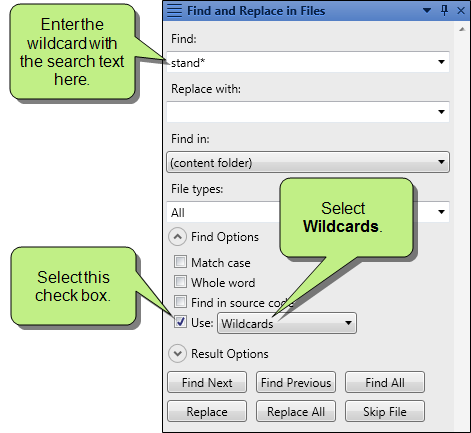 Find and Replace in Files
Enter the
wildcard with
the search text
here.
Find:
stand*
Replace with:
Find in:
(content folder)
File types:
All
Select
Wildcards.
Find Options
Match case
Whole word
Find in source code
Select this
check box.
Use: Wildcards
Result Options
Find Next Find Previous Find All
Replace Replace All Skip File